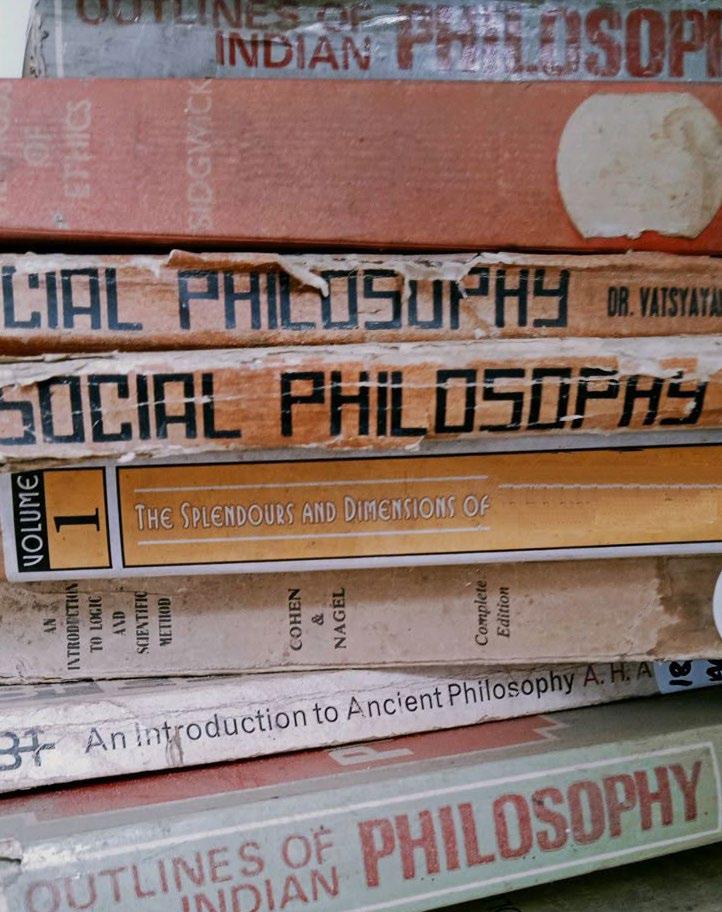 OUTLINES OF
INDIAN PHILOSOP
OF
ETHICS
SIDGWICK
CIAL PHILOSOPHY DR. VATSYAYA
SOCIAL PHILOSOPHY
VOLUME
1
THE SPLENDOURS AND DIMENSIONS OF
AN
INTRODUCTION
TO LOGIC
AND
SCIENTIFIC
METHOD
COHEN
&
NAGEL
Complete
Edition
An Introduction to Ancient Philosophy A. H. A
18
OUTLINES OF
INDIAN PHILOSOPHY